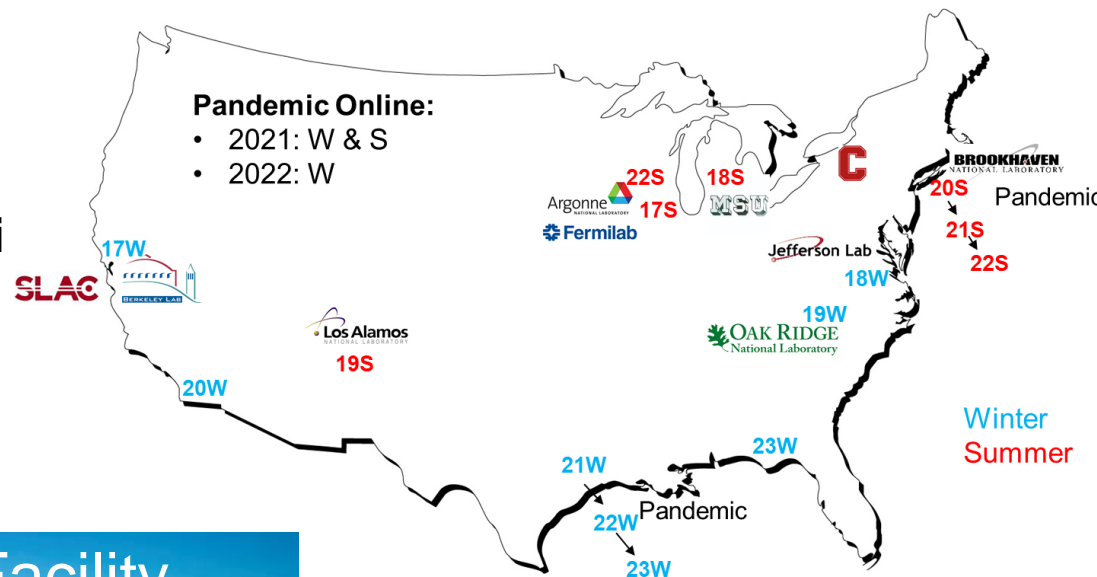 Pandemic Online:
• 2021: W & S
• 2022: W
22S
18S
Argonne
NATIONAL LABORATORY
17S
MSU
Fermilab
C
BROOKHAVEN
NATIONAL LABORATORY
20S
Pandemic
21S
22S
i
17W
SLAC
BERKELEY LAB
Jefferson Lab
18W
19W
OAK RIDGE
National Laboratory
Los Alamos
NATIONAL LABORATORY
19S
20W
Winter
Summer
23W
21W
22W
Pandemic
23W
Facility